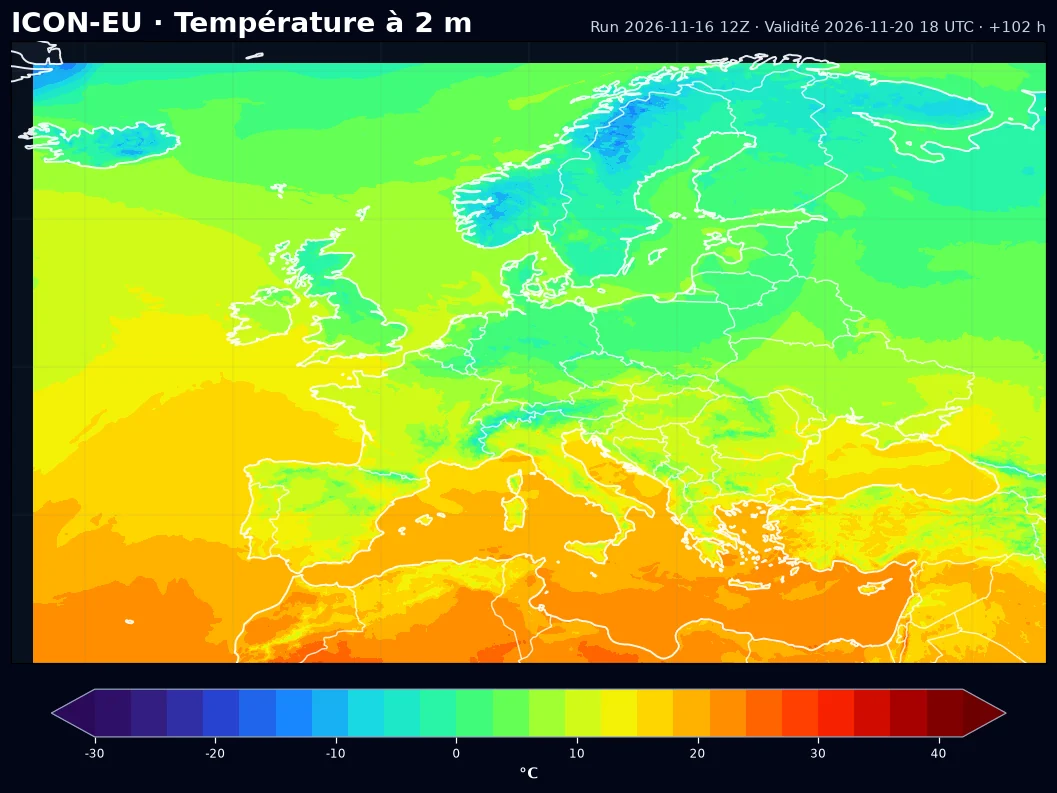 ICON-EU · Température à 2 m
Run 2026-11-16 12Z · Validité 2026-11-20 18 UTC · +102 h
-30 -20 -10 0 10 20 30 40
°C